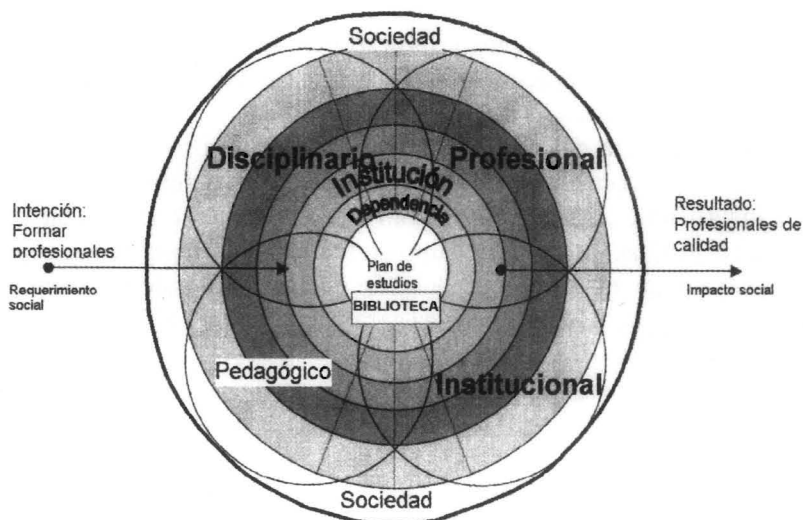 Sociedad
Disciplinario
Profesional
Institución
Dependencia
Intención:
Formar
profesionales
Requerimiento
social
Plan de
estudios
BIBLIOTECA
Resultado:
Profesionales de
calidad
Impacto social
Pedagógico
Institucional
Sociedad